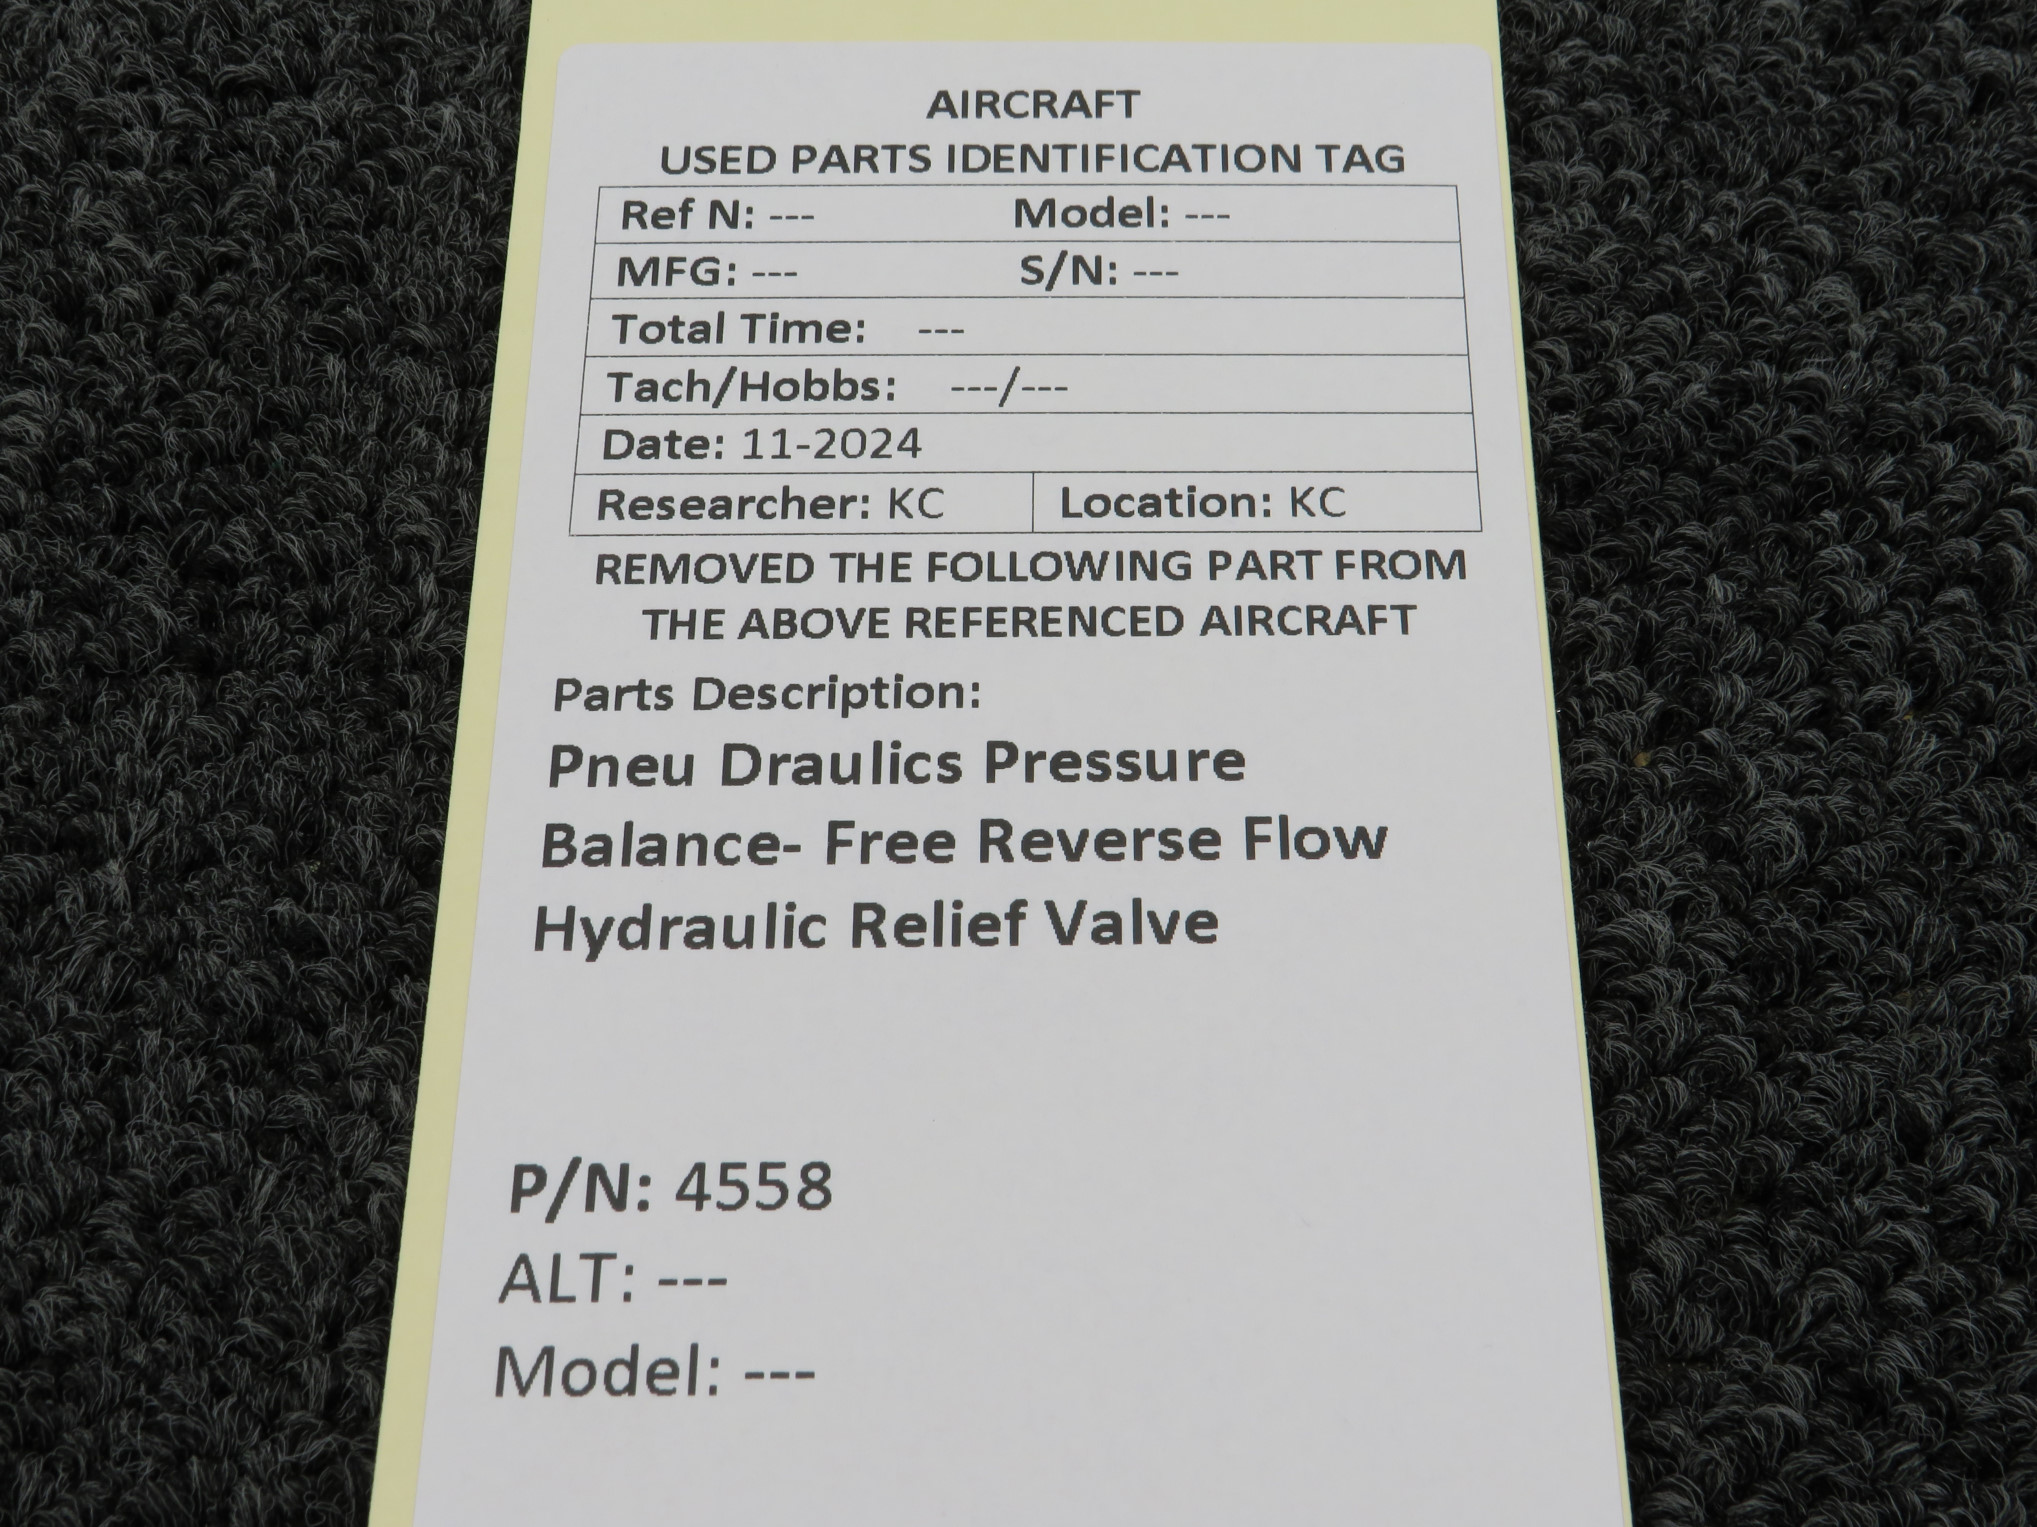 AIRCRAFT
USED PARTS IDENTIFICATION TAG
Ref N: --- Model: ---
MFG: --- S/N: ---
Total Time: ---
Tach/Hobbs: ---/---
Date: 11-2024
Researcher: KC Location: KC
REMOVED THE FOLLOWING PART FROM
THE ABOVE REFERENCED AIRCRAFT
Parts Description:
Pneu Draulics Pressure
Balance- Free Reverse Flow
Hydraulic Relief Valve
P/N: 4558
ALT: ---
Model: ---